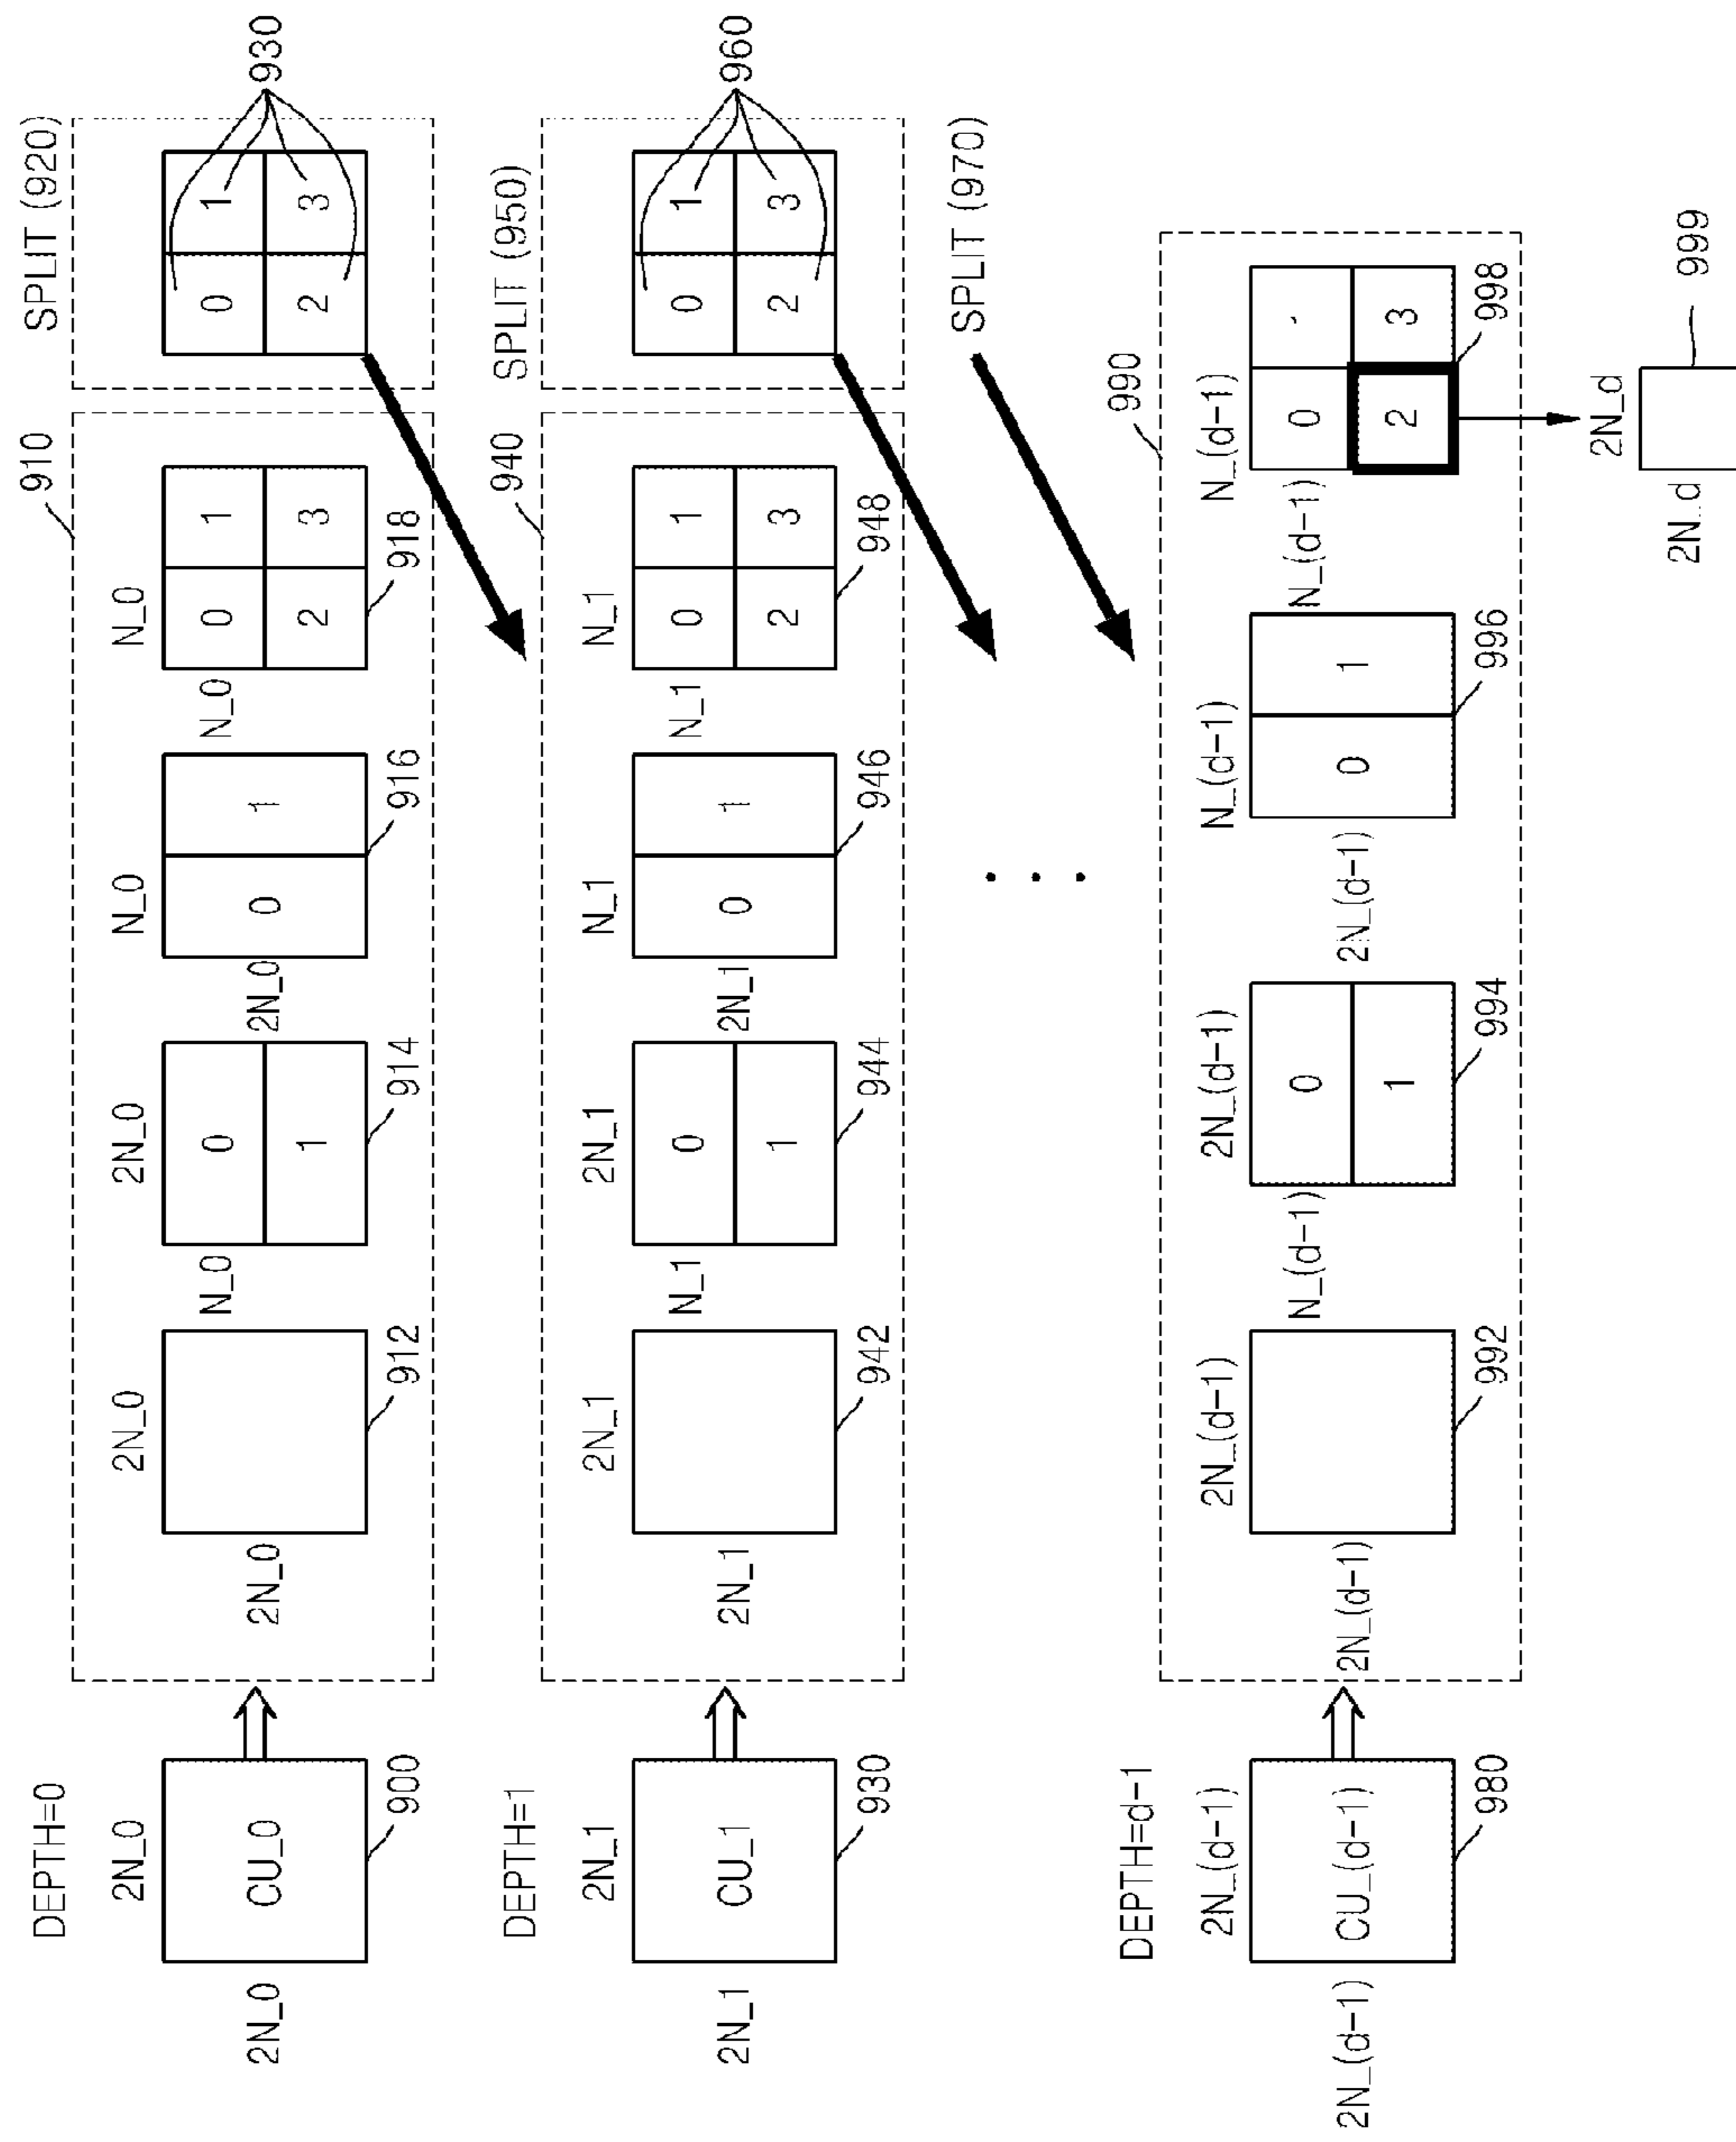 DEPTH=0
2N_0
2N_0
CU_0
900
910
2N_0
2N_0
912
2N_0
N_0
0
1
914
N_0
2N_0
0
1
916
N_0
N_0
0
1
2
3
918
SPLIT (920)
0
1
2
3
930
DEPTH=1
2N_1
2N_1
CU_1
930
940
2N_1
2N_1
942
2N_1
N_1
0
1
944
N_1
2N_1
0
1
946
N_1
N_1
0
1
2
3
948
SPLIT (950)
0
1
2
3
960
SPLIT (970)
DEPTH=d-1
2N_(d-1)
2N_(d-1)
CU_(d-1)
980
990
2N_(d-1)
2N_(d-1)
992
2N_(d-1)
N_(d-1)
0
1
994
N_(d-1)
2N_(d-1)
0
1
996
N_(d-1)
N_(d-1)
0
1
2
3
998
2N_d
2N_d
999